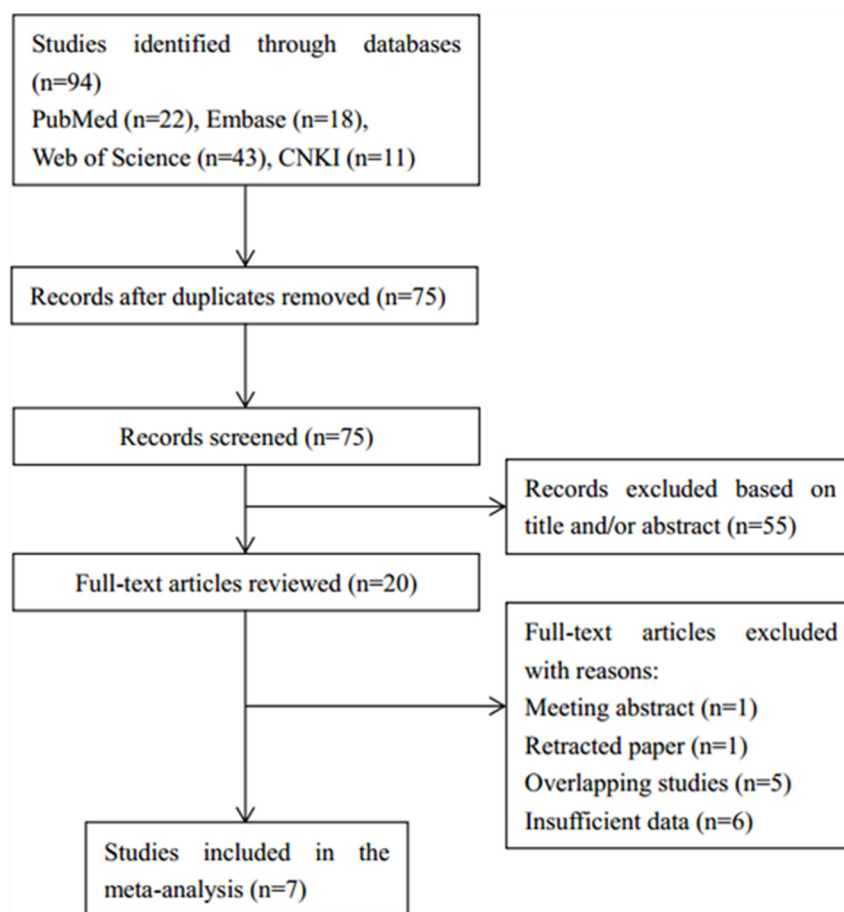 Studies identified through databases
(n=94)
PubMed (n=22), Embase (n=18),
Web of Science (n=43), CNKI (n=11)
Records after duplicates removed (n=75)
Records screened (n=75)
Records excluded based on
title and/or abstract (n=55)
Full-text articles reviewed (n=20)
Full-text articles excluded
with reasons:
Meeting abstract (n=1)
Retracted paper (n=1)
Overlapping studies (n=5)
Insufficient data (n=6)
Studies included in the
meta-analysis (n=7)